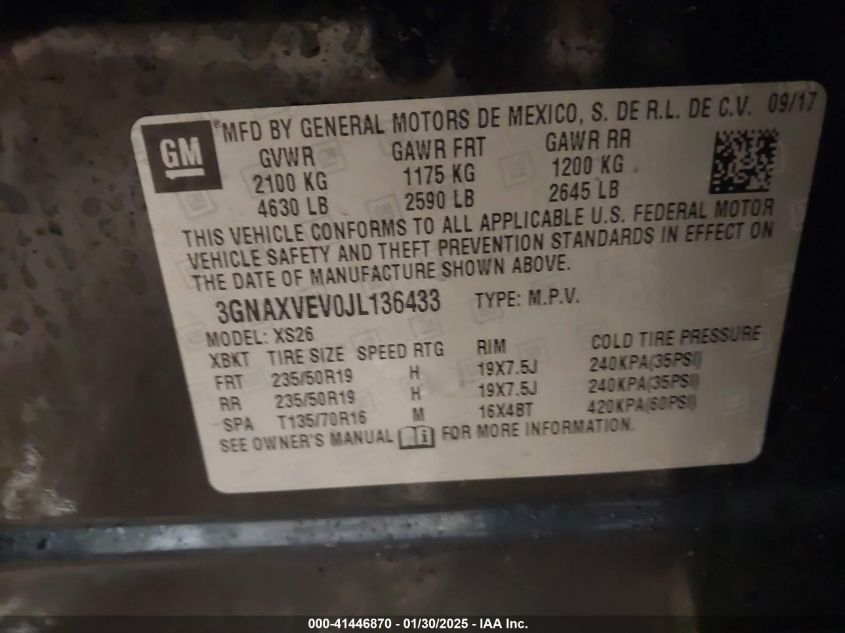 GM
®MFD BY GENERAL MOTORS DE MEXICO, S. DE R.L. DE C.V. 09/17
GVWR GAWR FRT GAWR RR
2100 KG 1175 KG 1200 KG
4630 LB 2590 LB 2645 LB
THIS VEHICLE CONFORMS TO ALL APPLICABLE U.S. FEDERAL MOTOR
VEHICLE SAFETY AND THEFT PREVENTION STANDARDS IN EFFECT ON
THE DATE OF MANUFACTURE SHOWN ABOVE.
3GNAXVEV0JL136433 TYPE: M.P.V.
MODEL: XS26
XBKT TIRE SIZE SPEED RTG RIM COLD TIRE PRESSURE
FRT 235/50R19 H 19X7.5J 240KPA(35PSI)
RR 235/50R19 H 19X7.5J 240KPA(35PSI)
SPA T135/70R16 M 16X4BT 420KPA(60PSI)
SEE OWNER'S MANUAL i FOR MORE INFORMATION.
000-41446870 - 01/30/2025 - IAA Inc.